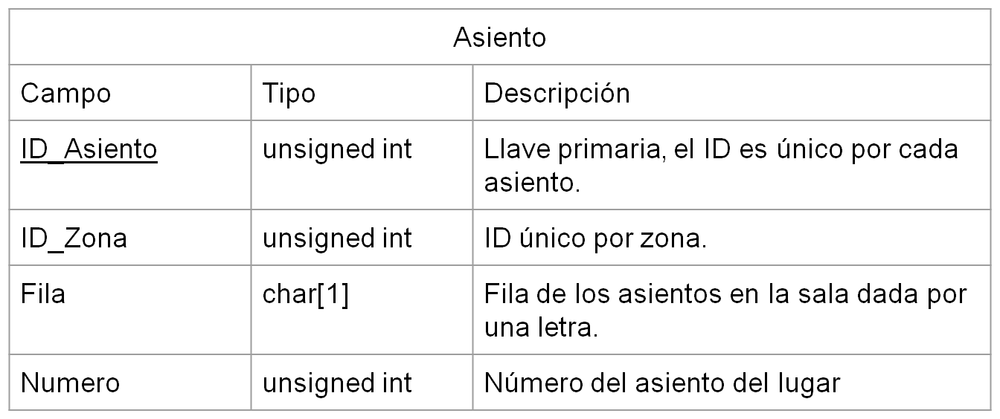 Asiento
Campo Tipo Descripción
ID_Asiento unsigned int Llave primaria, el ID es único por cada
asiento.
ID_Zona unsigned int ID único por zona.
Fila char[1] Fila de los asientos en la sala dada por
una letra.
Numero unsigned int Número del asiento del lugar